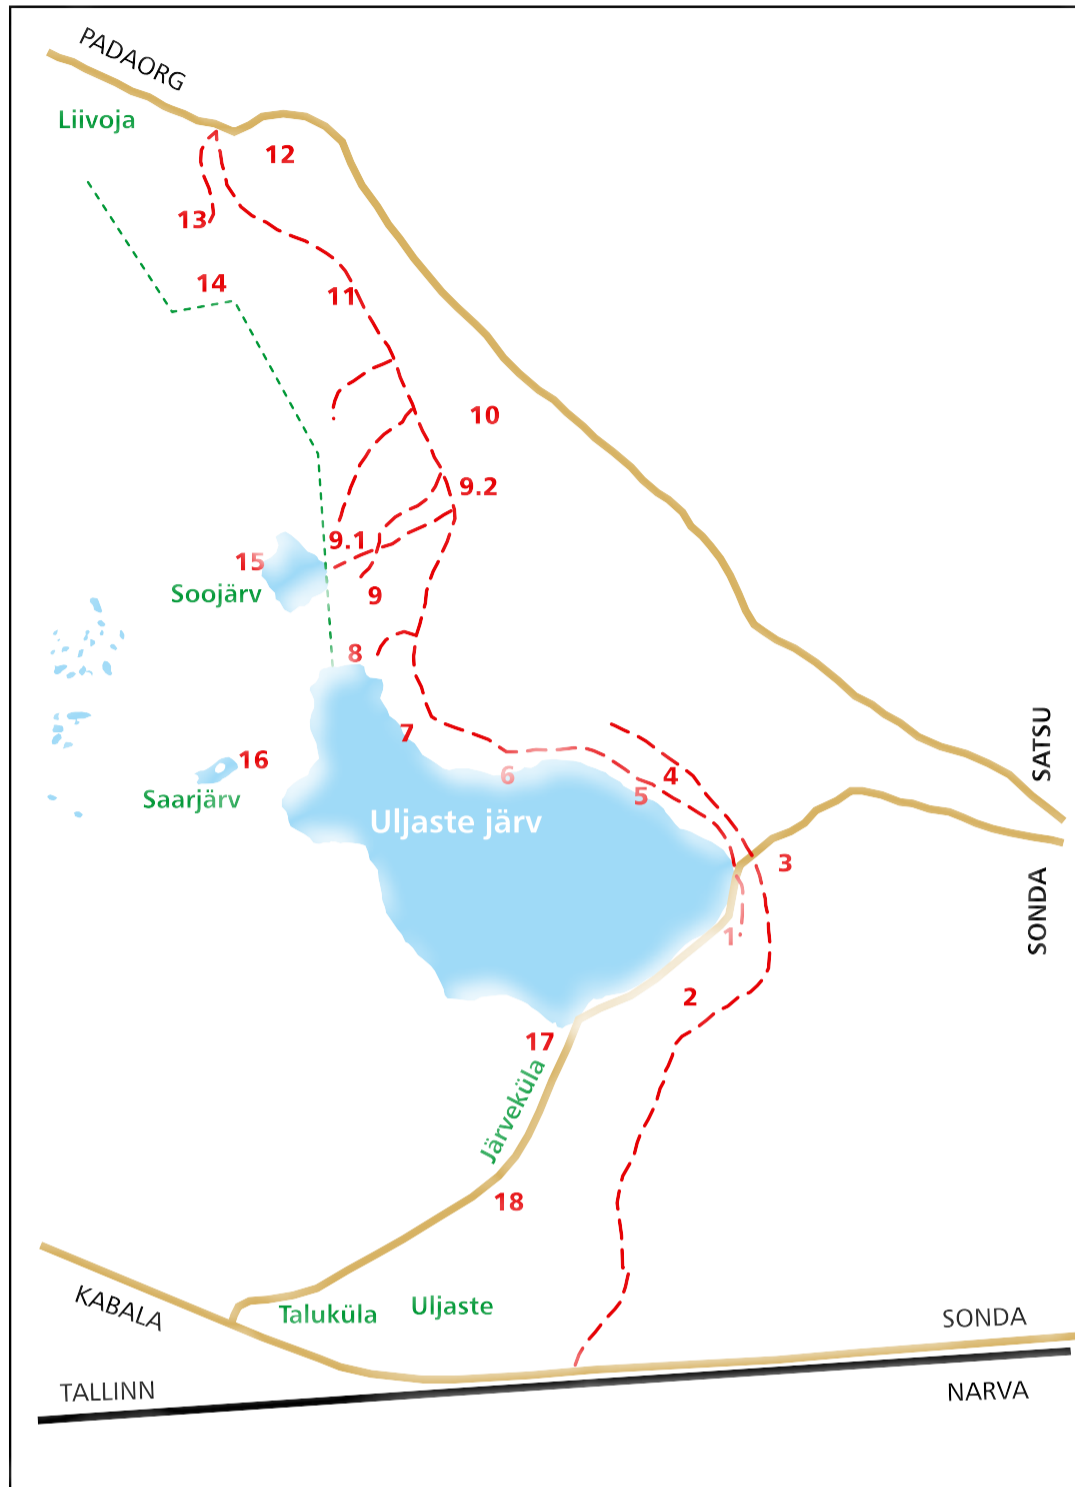 PADAORG
Liivoja
12
13
14
11
10
9.2
9.1
15
Soojärv
9
8
7
16
Saarjärv
6
5
4
SATSU
Uljaste järv
3
SONDA
1
2
17
Järveküla
18
KABALA
Taluküla
Uljaste
SONDA
TALLINN
NARVA